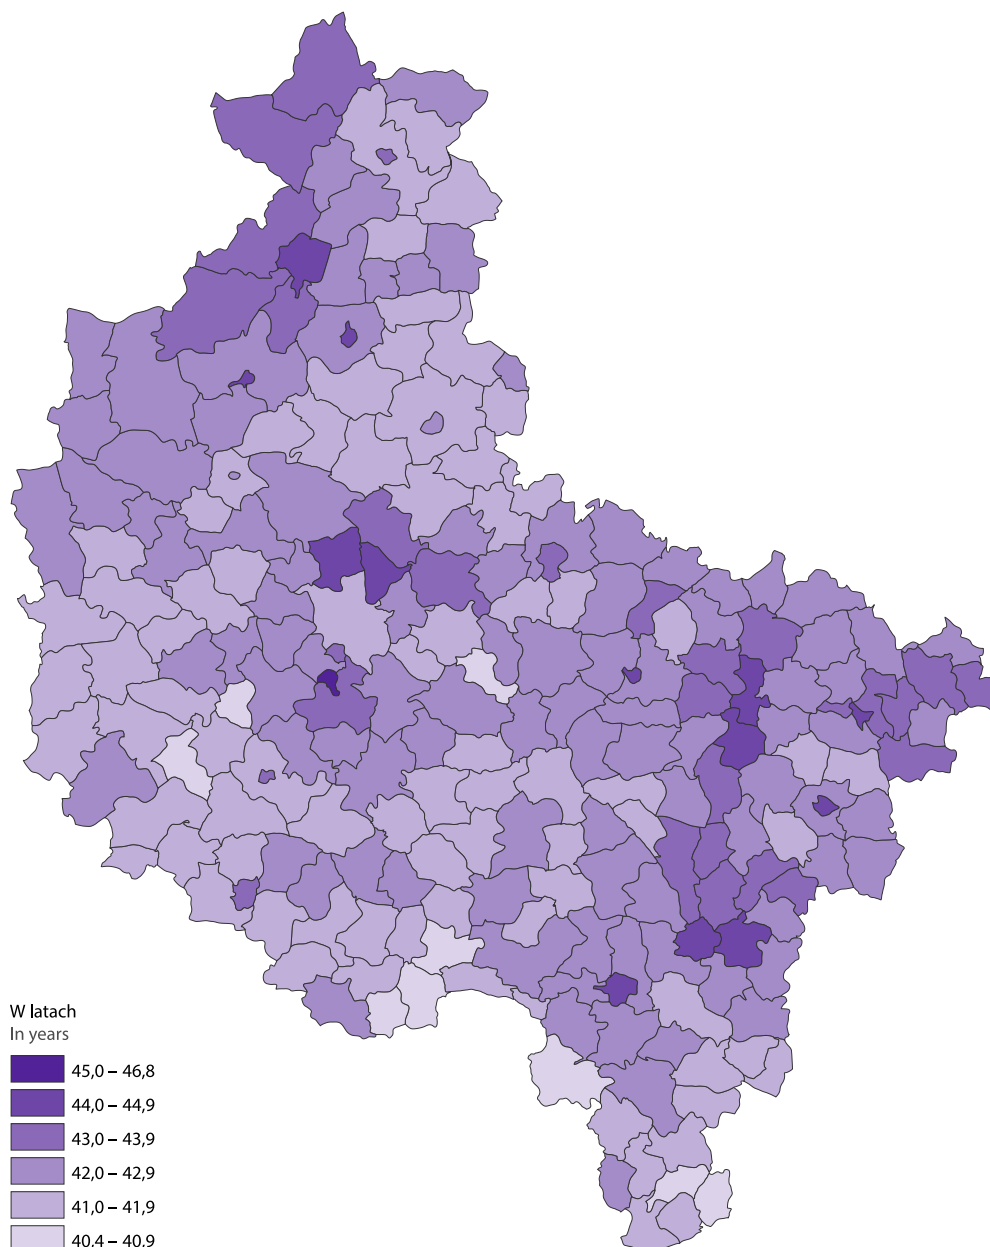 W latach
In years
45,0 – 46,8
44,0 – 44,9
43,0 – 43,9
42,0 – 42,9
41,0 – 41,9
40,4 – 40,9